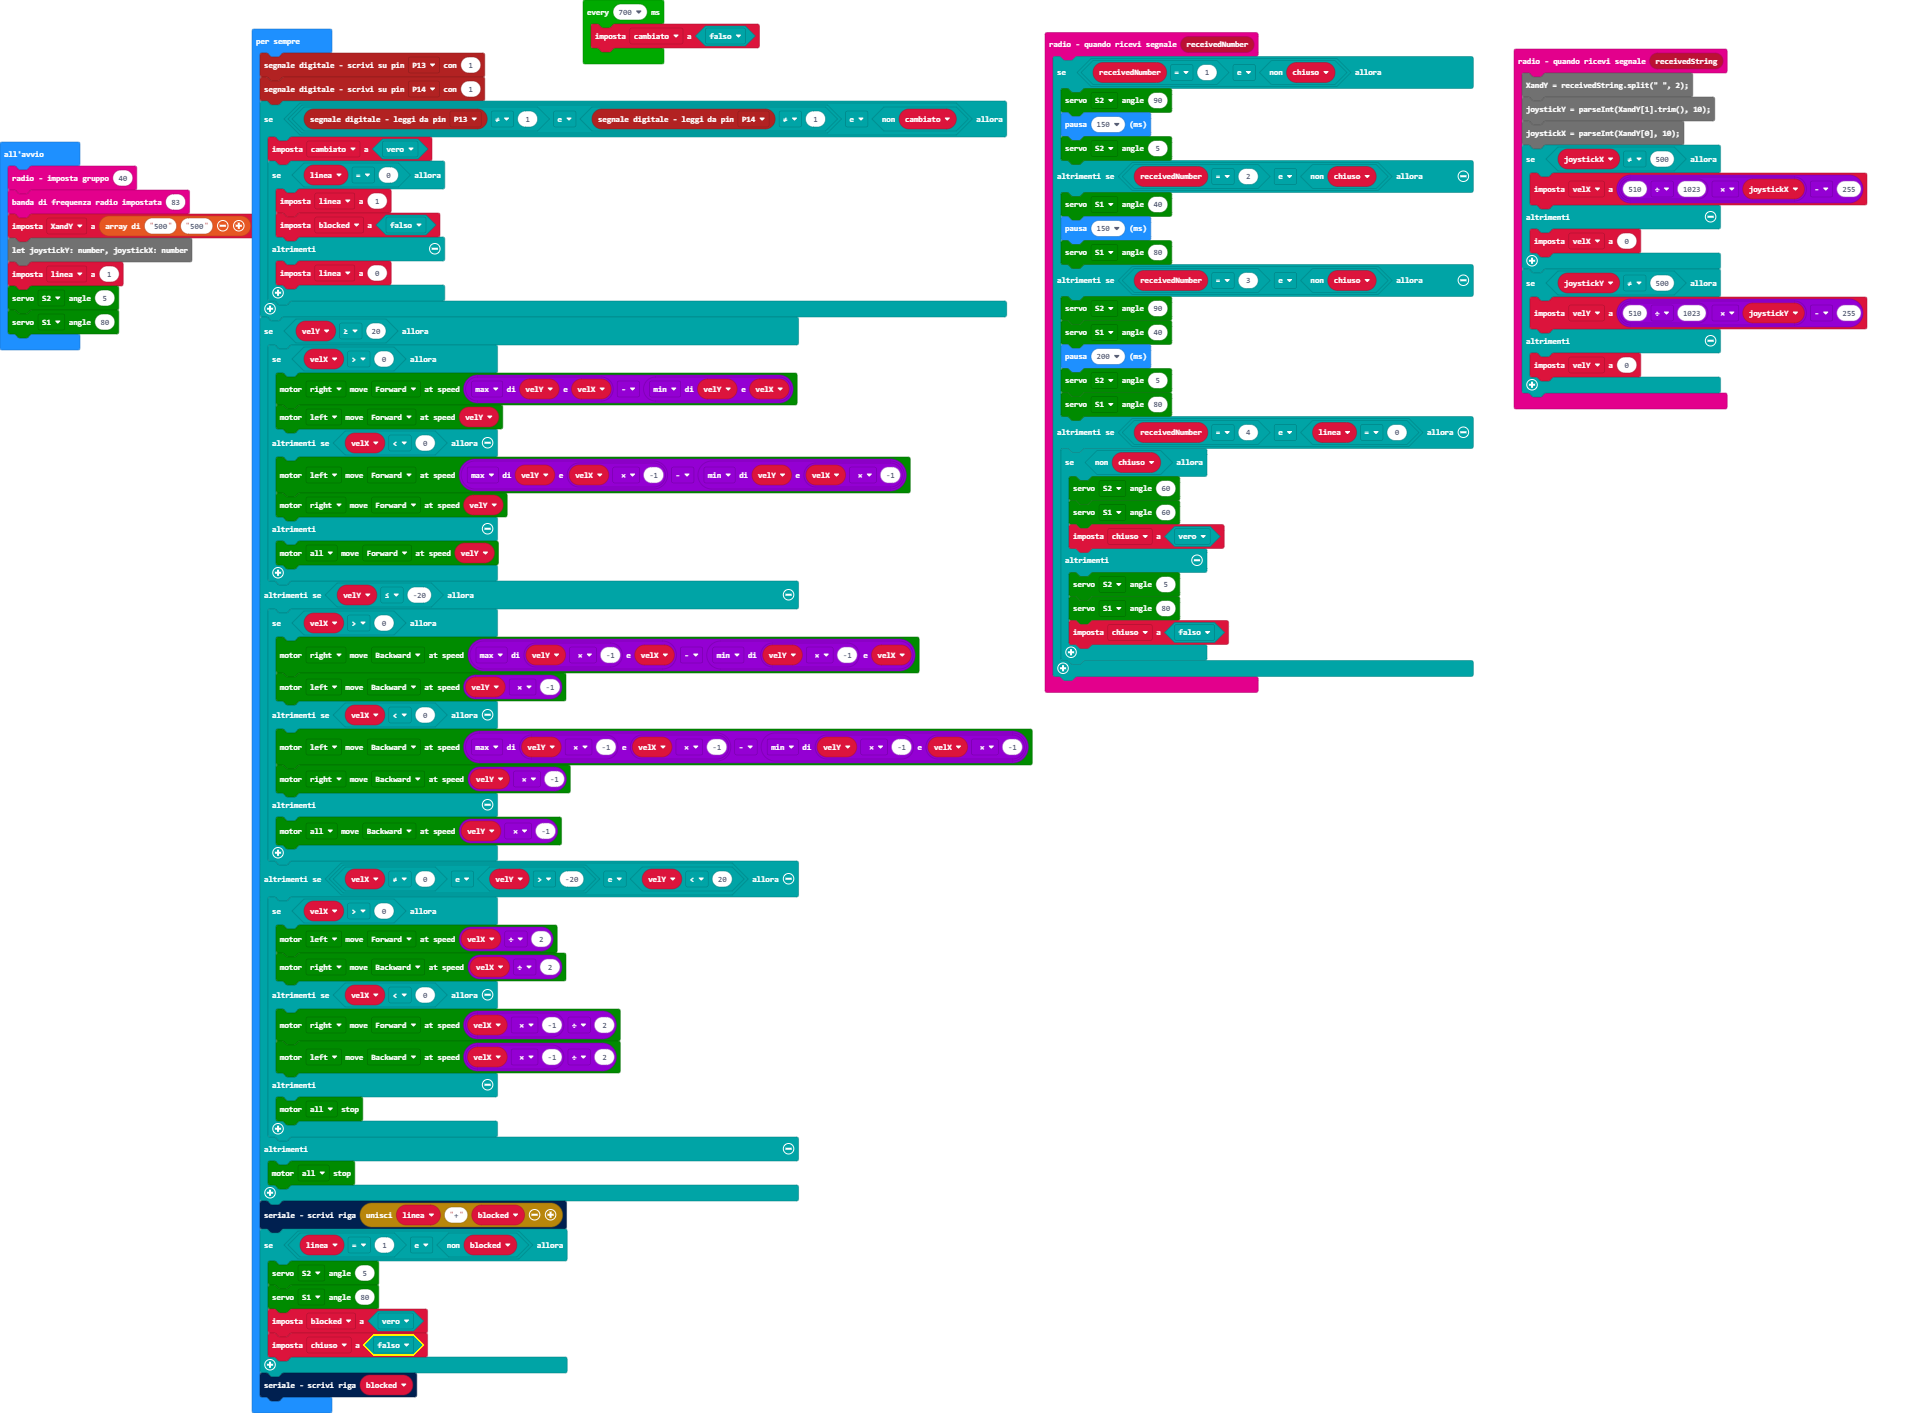 all'avvio
radio - imposta gruppo 40
banda di frequenza radio impostata 83
imposta XandY a array di "500" "500"
let joystickY: number, joystickX: number
imposta linea a 1
servo S2 angle 5
servo S1 angle 80
per sempre
segnale digitale - scrivi su pin P13 con 1
segnale digitale - scrivi su pin P14 con 1
se segnale digitale - leggi da pin P13 ≠ 1 e segnale digitale - leggi da pin P14 ≠ 1 e non cambiato allora
imposta cambiato a vero
se linea = 0 allora
imposta linea a 1
imposta blocked a falso
altrimenti
imposta linea a 0
se velY ≥ 20 allora
se velX > 0 allora
motor right move Forward at speed max di velY e velX - min di velY e velX
motor left move Forward at speed velY
altrimenti se velX < 0 allora
motor left move Forward at speed max di velY e velX × -1 - min di velY e velX × -1
motor right move Forward at speed velY
altrimenti
motor all move Forward at speed velY
altrimenti se velY ≤ -20 allora
se velX > 0 allora
motor right move Backward at speed max di velY × -1 e velX - min di velY × -1 e velX
motor left move Backward at speed velY × -1
altrimenti se velX < 0 allora
motor left move Backward at speed max di velY × -1 e velX × -1 - min di velY × -1 e velX × -1
motor right move Backward at speed velY × -1
altrimenti
motor all move Backward at speed velY × -1
altrimenti se velX ≠ 0 e velY > -20 e velY < 20 allora
se velX > 0 allora
motor left move Forward at speed velX ÷ 2
motor right move Backward at speed velX ÷ 2
altrimenti se velX < 0 allora
motor right move Forward at speed velX × -1 ÷ 2
motor left move Backward at speed velX × -1 ÷ 2
altrimenti
motor all stop
altrimenti
motor all stop
seriale - scrivi riga unisci linea "+" blocked
se linea = 1 e non blocked allora
servo S2 angle 5
servo S1 angle 80
imposta blocked a vero
imposta chiuso a falso
seriale - scrivi riga blocked
every 700 ms
imposta cambiato a falso
radio - quando ricevi segnale receivedNumber
se receivedNumber = 1 e non chiuso allora
servo S2 angle 90
pausa 150 (ms)
servo S2 angle 5
altrimenti se receivedNumber = 2 e non chiuso allora
servo S1 angle 40
pausa 150 (ms)
servo S1 angle 80
altrimenti se receivedNumber = 3 e non chiuso allora
servo S2 angle 90
servo S1 angle 40
pausa 200 (ms)
servo S2 angle 5
servo S1 angle 80
altrimenti se receivedNumber = 4 e linea = 0 allora
se non chiuso allora
servo S2 angle 60
servo S1 angle 60
imposta chiuso a vero
altrimenti
servo S2 angle 5
servo S1 angle 80
imposta chiuso a falso
radio - quando ricevi segnale receivedString
XandY = receivedString.split(" ", 2);
joystickY = parseInt(XandY[1].trim(), 10);
joystickX = parseInt(XandY[0], 10);
se joystickX ≠ 500 allora
imposta velX a 510 ÷ 1023 × joystickX - 255
altrimenti
imposta velX a 0
se joystickY ≠ 500 allora
imposta velY a 510 ÷ 1023 × joystickY - 255
altrimenti
imposta velY a 0